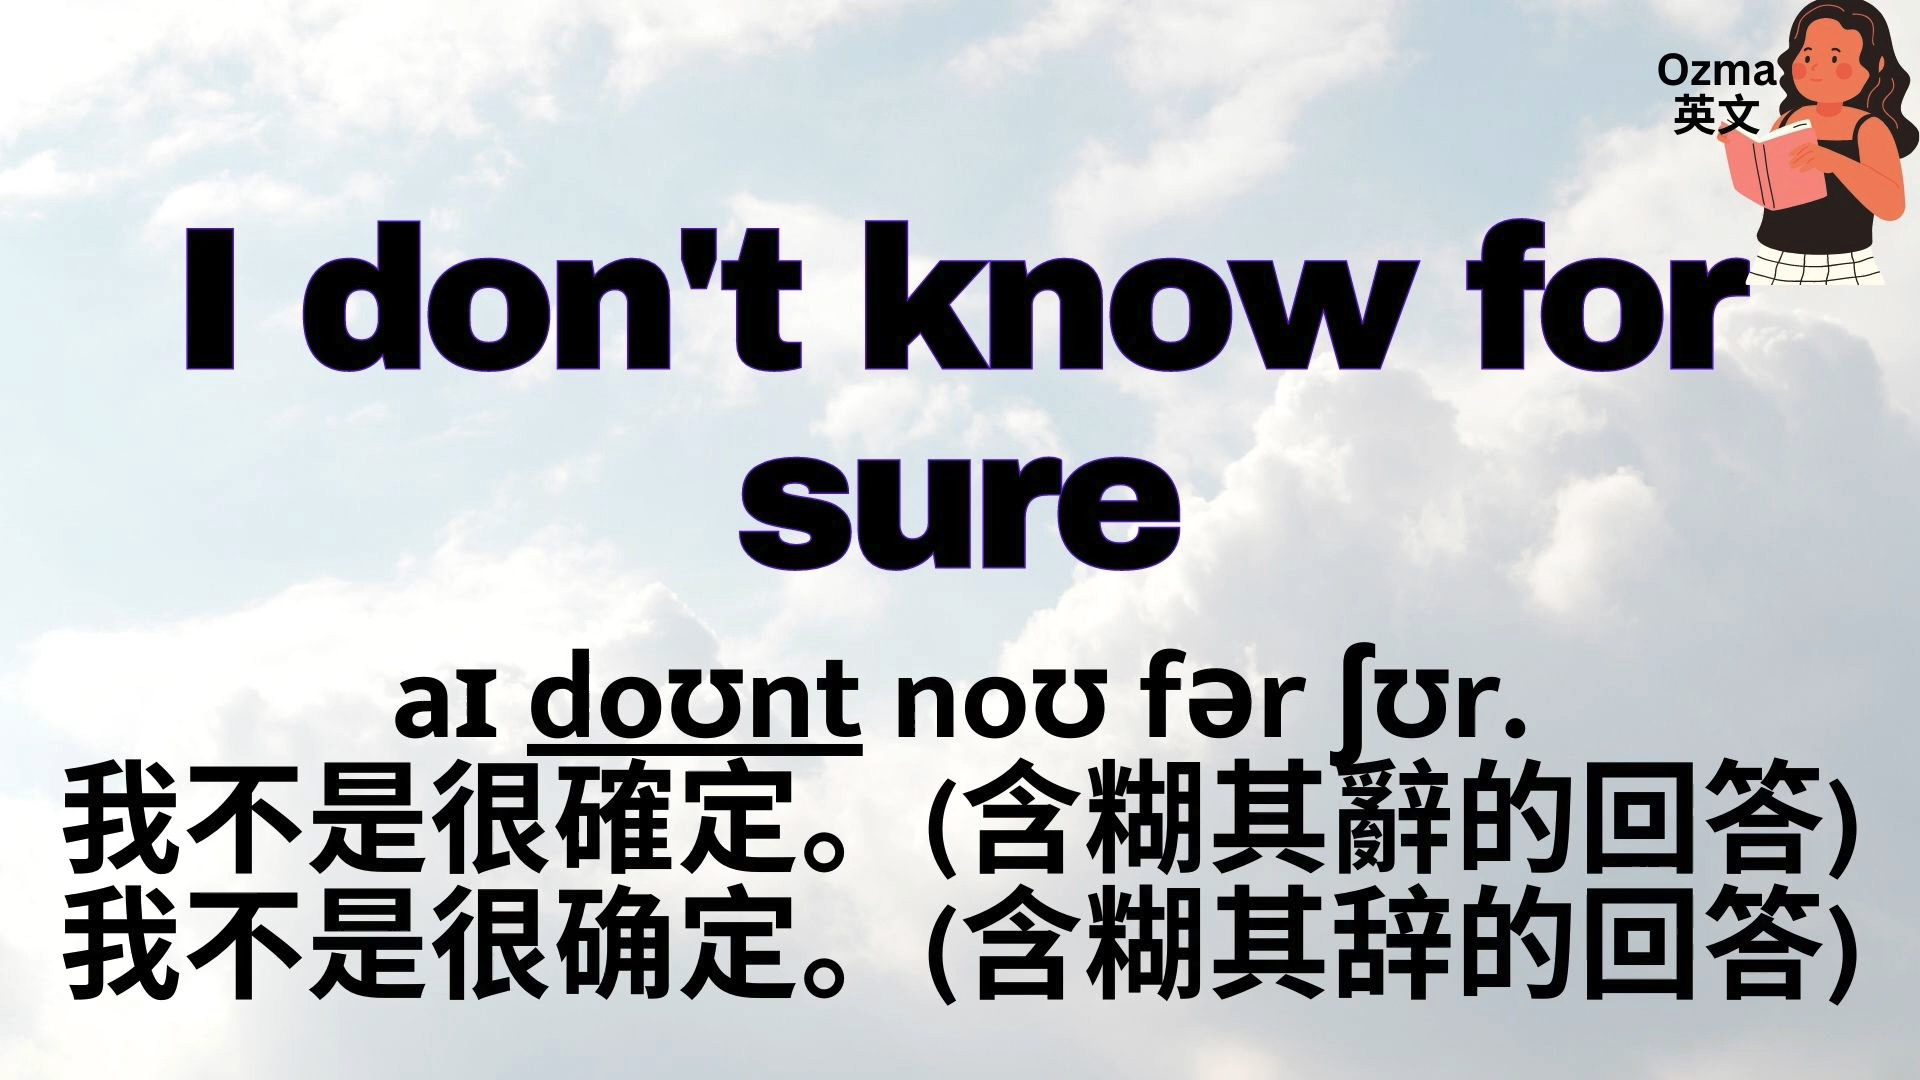 Ozma
英文
I don't know for
sure
aɪ doʊnt noʊ fər ʃʊr.
我不是很確定。(含糊其辭的回答)
我不是很确定。(含糊其辞的回答)